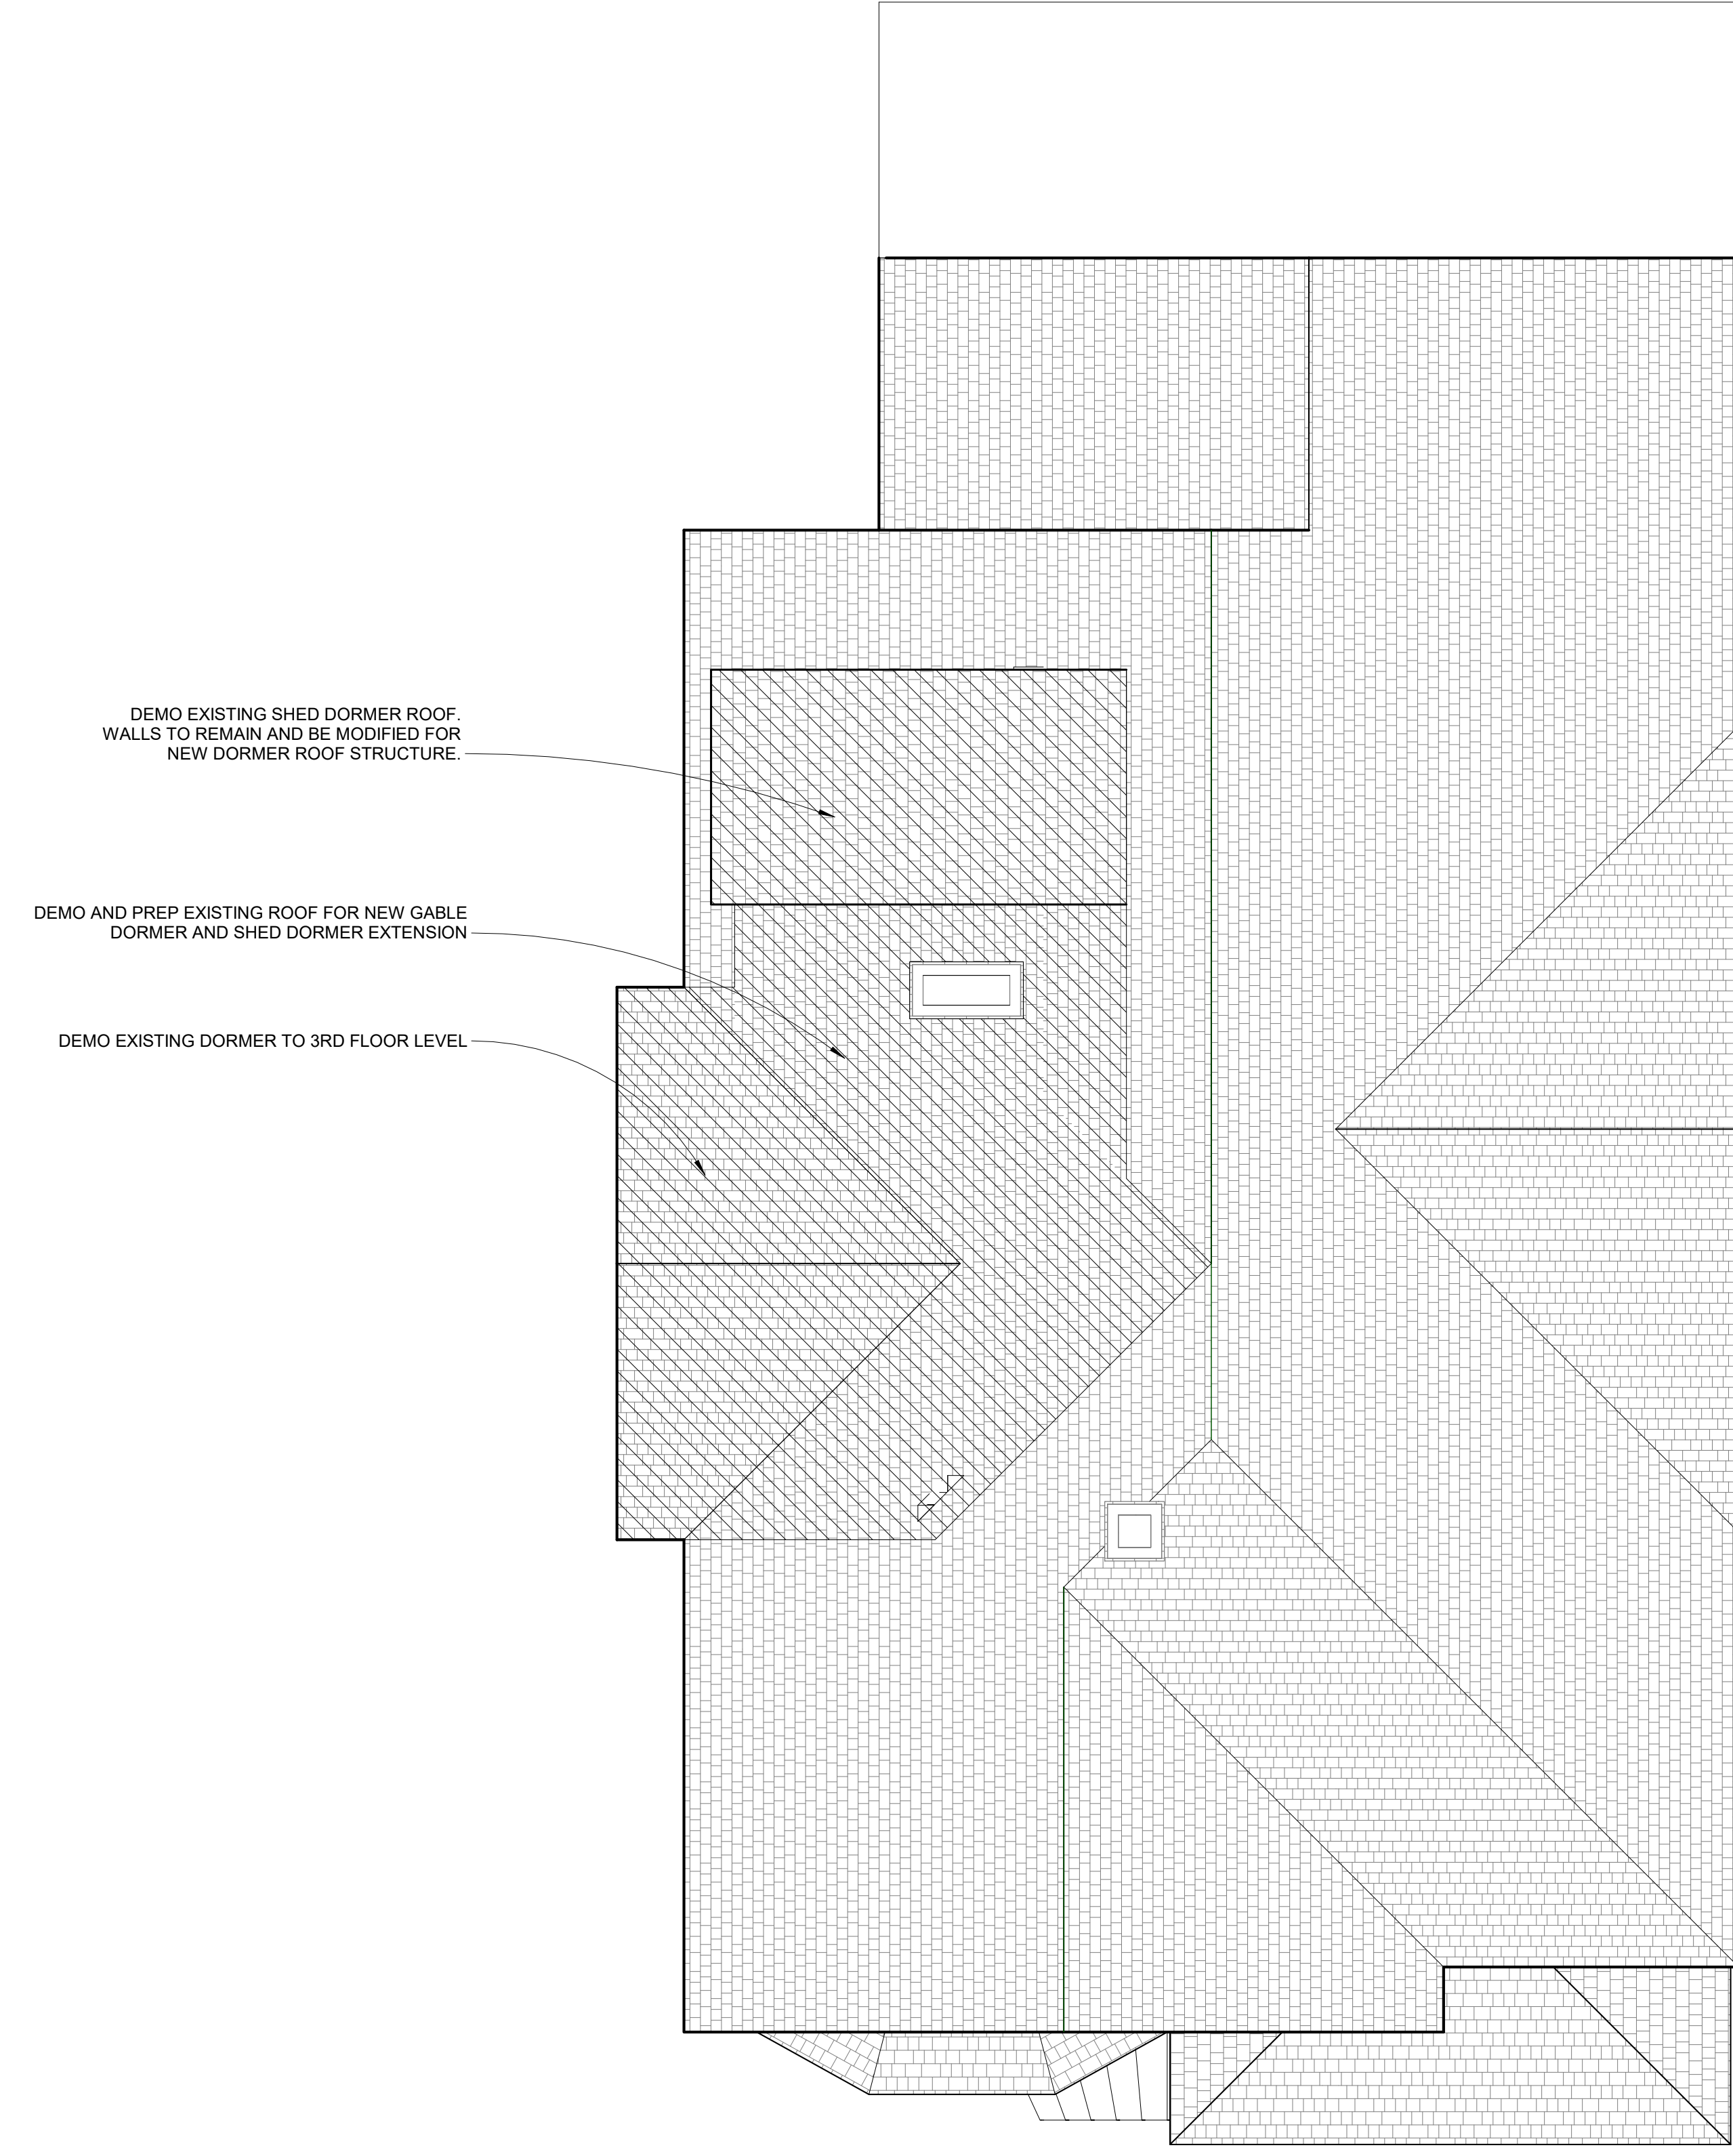 DEMO EXISTING SHED DORMER ROOF.
WALLS TO REMAIN AND BE MODIFIED FOR
NEW DORMER ROOF STRUCTURE.
DEMO AND PREP EXISTING ROOF FOR NEW GABLE
DORMER AND SHED DORMER EXTENSION
DEMO EXISTING DORMER TO 3RD FLOOR LEVEL